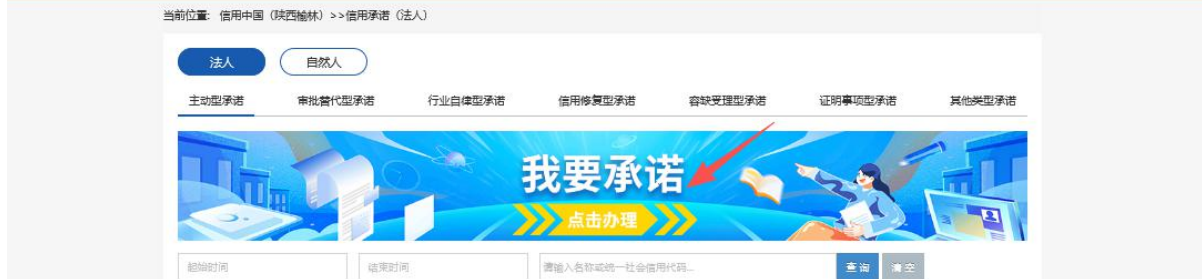 当前位置: 信用中国（陕西榆林）>>信用承诺（法人）
法人 自然人
主动型承诺 审批替代型承诺 行业自律型承诺 信用修复型承诺 容缺受理型承诺 证明事项型承诺 其他类型承诺
我要承诺
点击办理
起始时间 结束时间 请输入名称或统一社会信用代码... 查询 清空